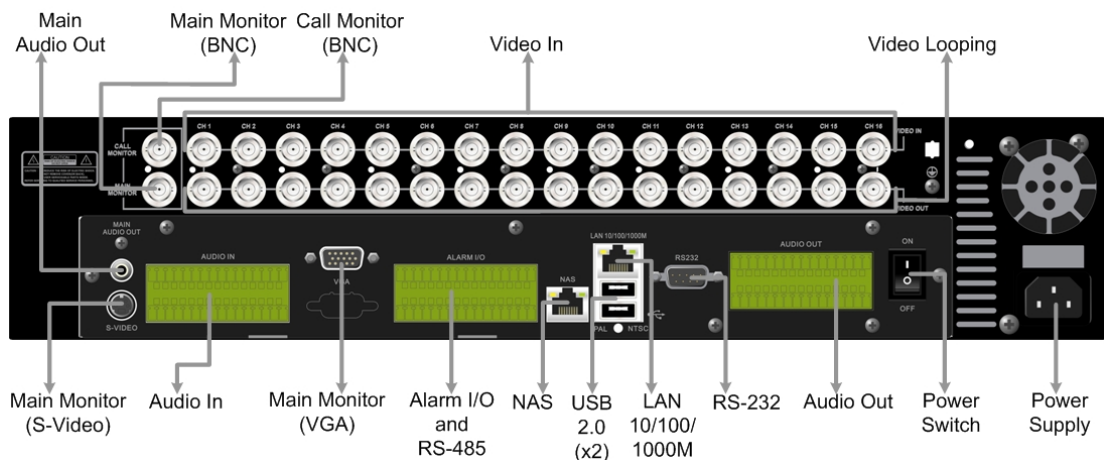 Main
Audio Out
Main Monitor
(BNC)
Call Monitor
(BNC)
Video In
Video Looping
CH 1 CH 2 CH 3 CH 4 CH 5 CH 6 CH 7 CH 8 CH 9 CH 10 CH 11 CH 12 CH 13 CH 14 CH 15 CH 16
VIDEO IN
CALL
MONITOR
CAUTION
MAIN
MONITOR
VIDEO OUT
MAIN
AUDIO OUT
AUDIO IN
VGA
ALARM I/O
NAS
LAN 10/100/1000M
RS232
AUDIO OUT
ON
OFF
S-VIDEO
PAL NTSC
Main Monitor
(S-Video)
Audio In
Main Monitor
(VGA)
Alarm I/O
and
RS-485
NAS
USB
2.0
(x2)
LAN
10/100/
1000M
RS-232
Audio Out
Power
Switch
Power
Supply